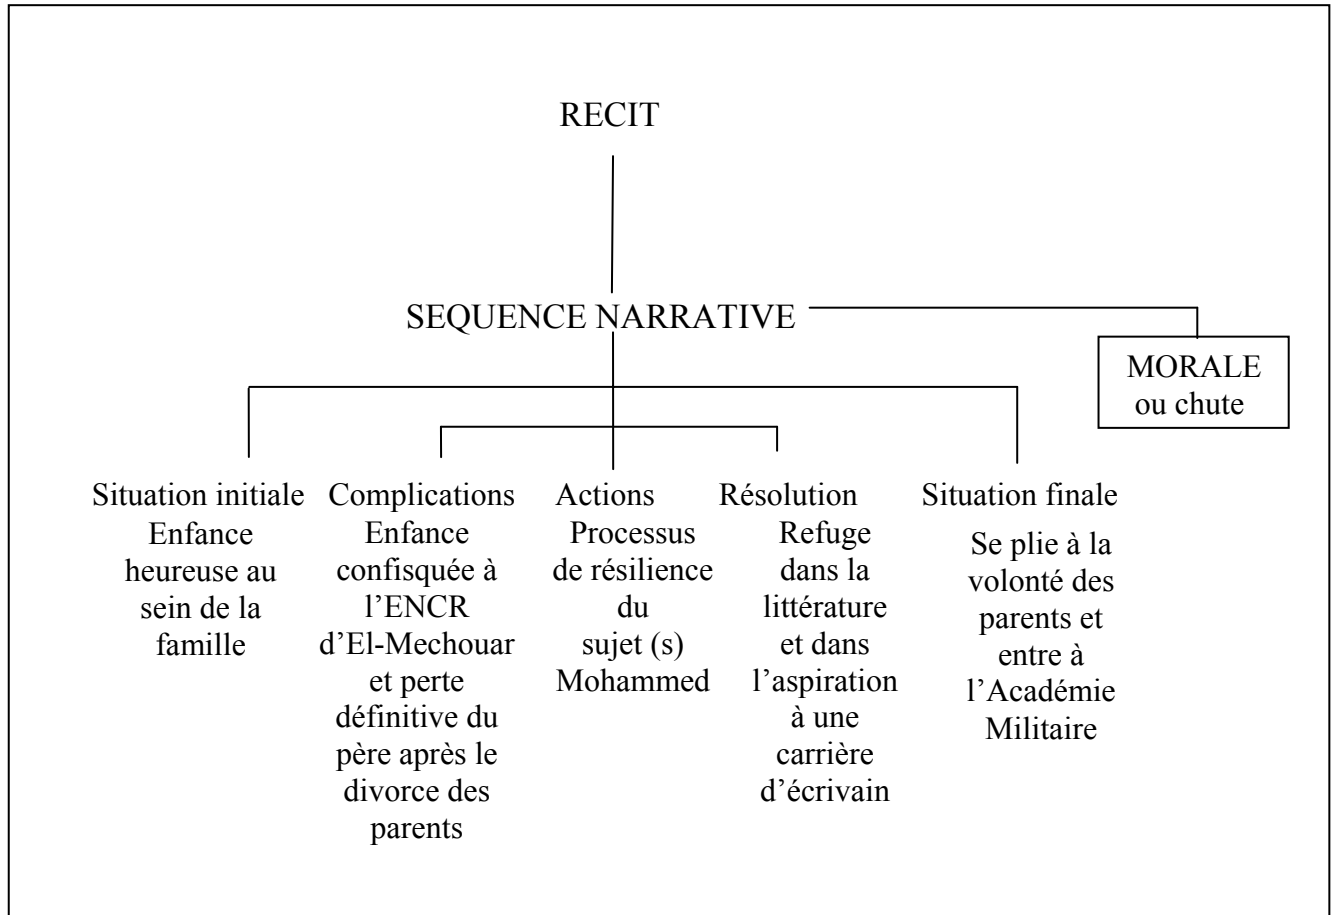 RECIT
SEQUENCE NARRATIVE
MORALE
ou chute
Situation initiale
Enfance
heureuse au
sein de la
famille
Complications
Enfance
confisquée à
l’ENCR
d’El-Mechouar
et perte
définitive du
père après le
divorce des
parents
Actions
Processus
de résilience
du
sujet (s)
Mohammed
Résolution
Refuge
dans la
littérature
et dans
l’aspiration
à une
carrière
d’écrivain
Situation finale
Se plie à la
volonté des
parents et
entre à
l’Académie
Militaire